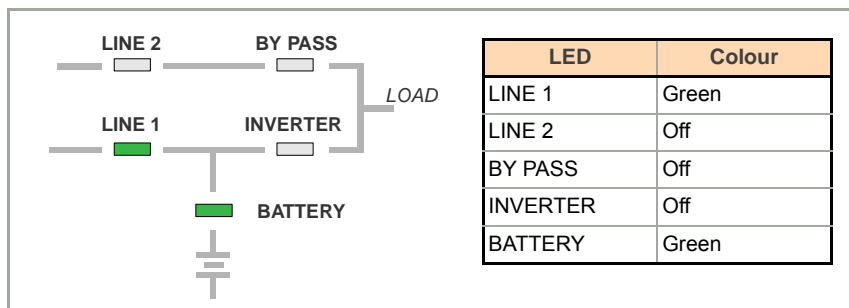 LINE 2
BY PASS
LOAD
LINE 1
INVERTER
BATTERY
LED Colour
LINE 1 Green
LINE 2 Off
BY PASS Off
INVERTER Off
BATTERY Green